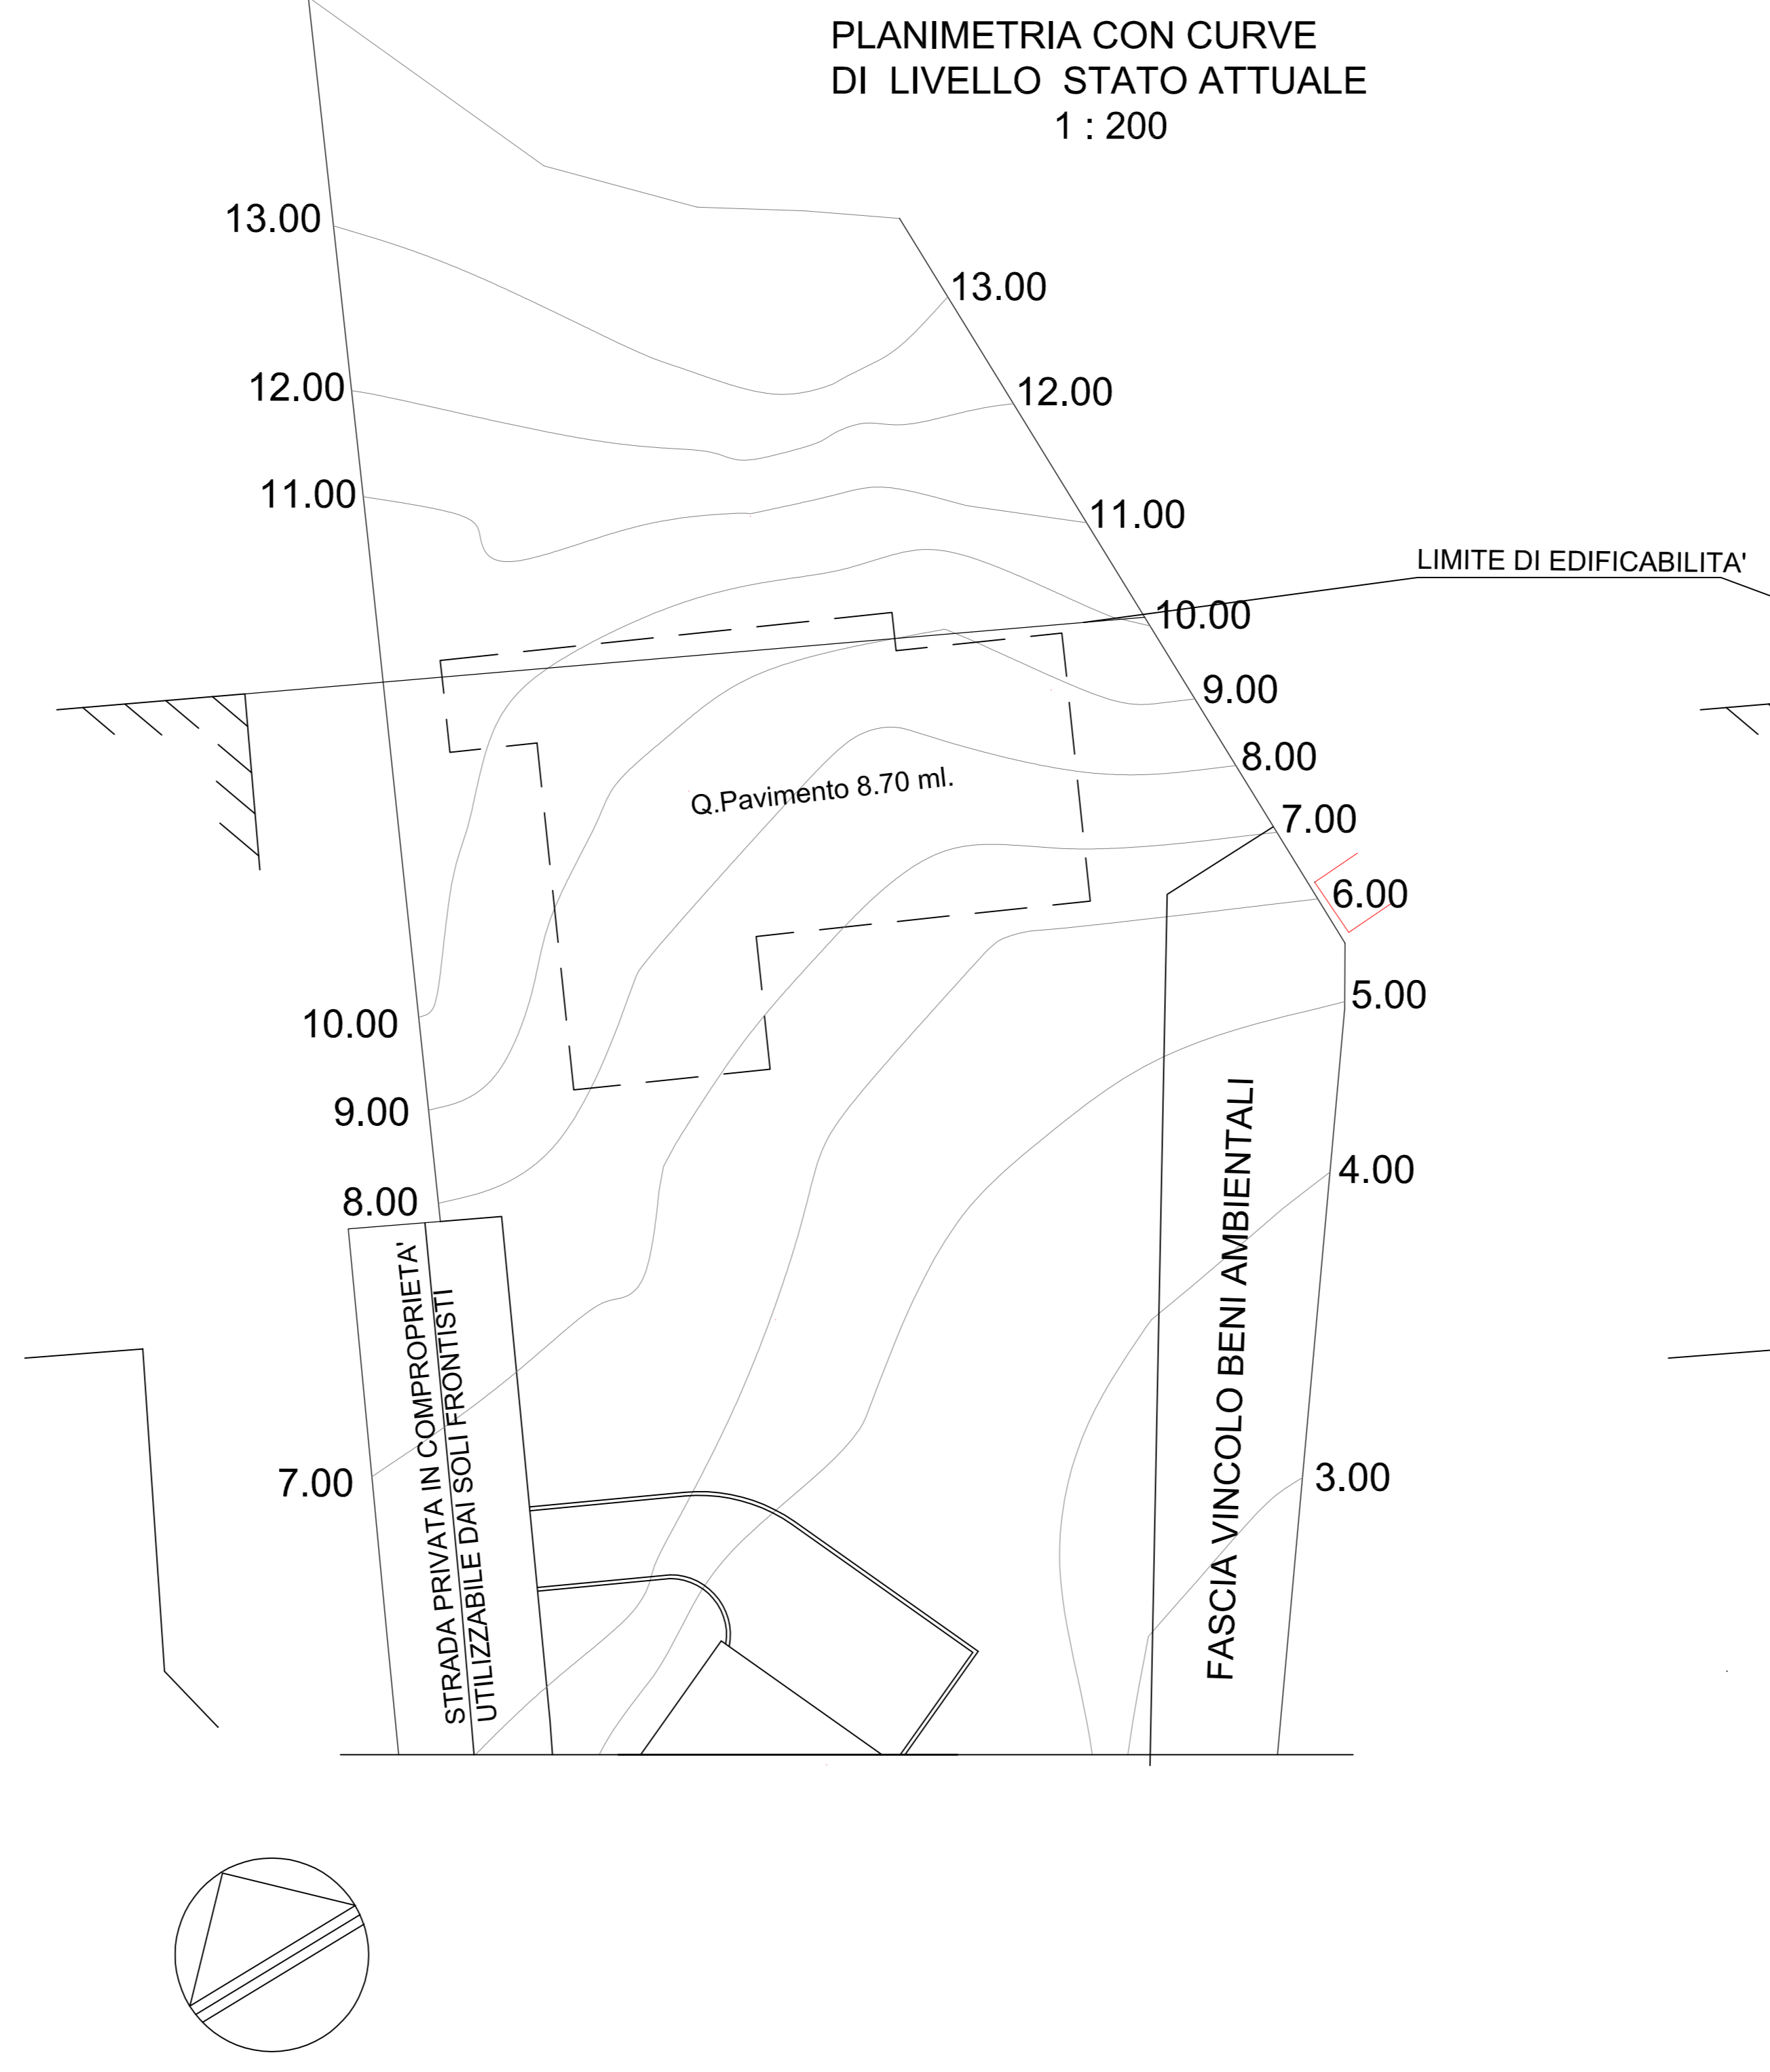 PLANIMETRIA CON CURVE
DI LIVELLO STATO ATTUALE
1 : 200
13.00
13.00
12.00
12.00
11.00
11.00
LIMITE DI EDIFICABILITA'
10.00
9.00
8.00
Q.Pavimento 8.70 ml.
7.00
6.00
5.00
10.00
9.00
4.00
8.00
STRADA PRIVATA IN COMPROPRIETA'
UTILIZZABILE DAI SOLI FRONTISTI
FASCIA VINCOLO BENI AMBIENTALI
7.00
3.00